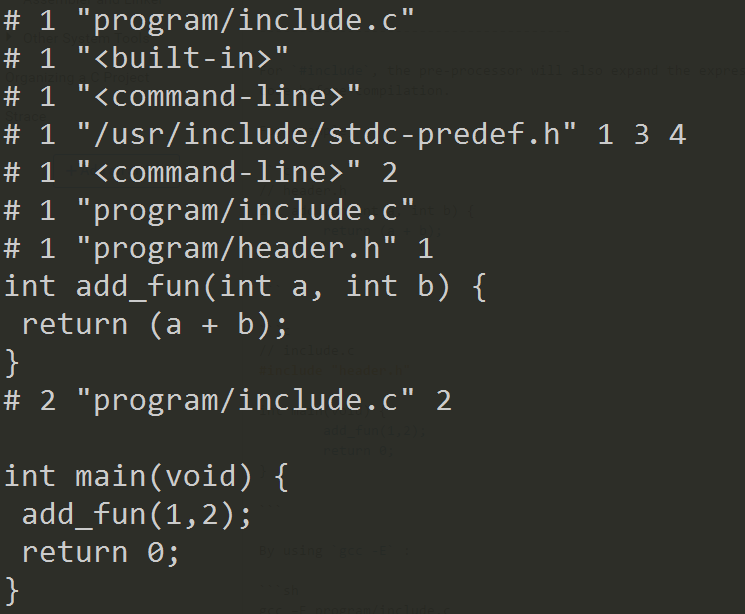 # 1 "program/include.c"
# 1 "<built-in>"
# 1 "<command-line>"
# 1 "/usr/include/stdc-predef.h" 1 3 4
# 1 "<command-line>" 2
# 1 "program/include.c"
# 1 "program/header.h" 1
int add_fun(int a, int b) {
 return (a + b);
}
# 2 "program/include.c" 2

int main(void) {
 add_fun(1,2);
 return 0;
}